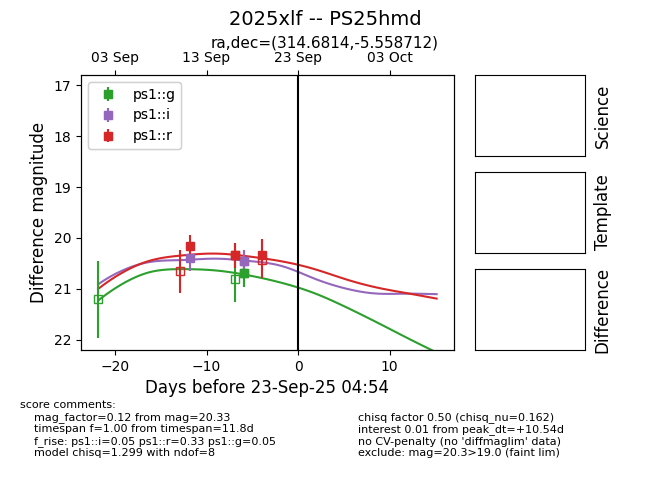 2025xlf -- PS25hmd
ra,dec=(314.6814,-5.558712)
03 Sep 13 Sep 23 Sep 03 Oct
17
18
19
20
21
22
Difference magnitude
ps1::g
ps1::i
ps1::r
−20 −10 0 10
Days before 23-Sep-25 04:54
Science
Template
Difference
score comments:
mag_factor=0.12 from mag=20.33
timespan f=1.00 from timespan=11.8d
f_rise: ps1::i=0.05 ps1::r=0.33 ps1::g=0.05
model chisq=1.299 with ndof=8
chisq factor 0.50 (chisq_nu=0.162)
interest 0.01 from peak_dt=+10.54d
no CV-penalty (no 'diffmaglim' data)
exclude: mag=20.3>19.0 (faint lim)